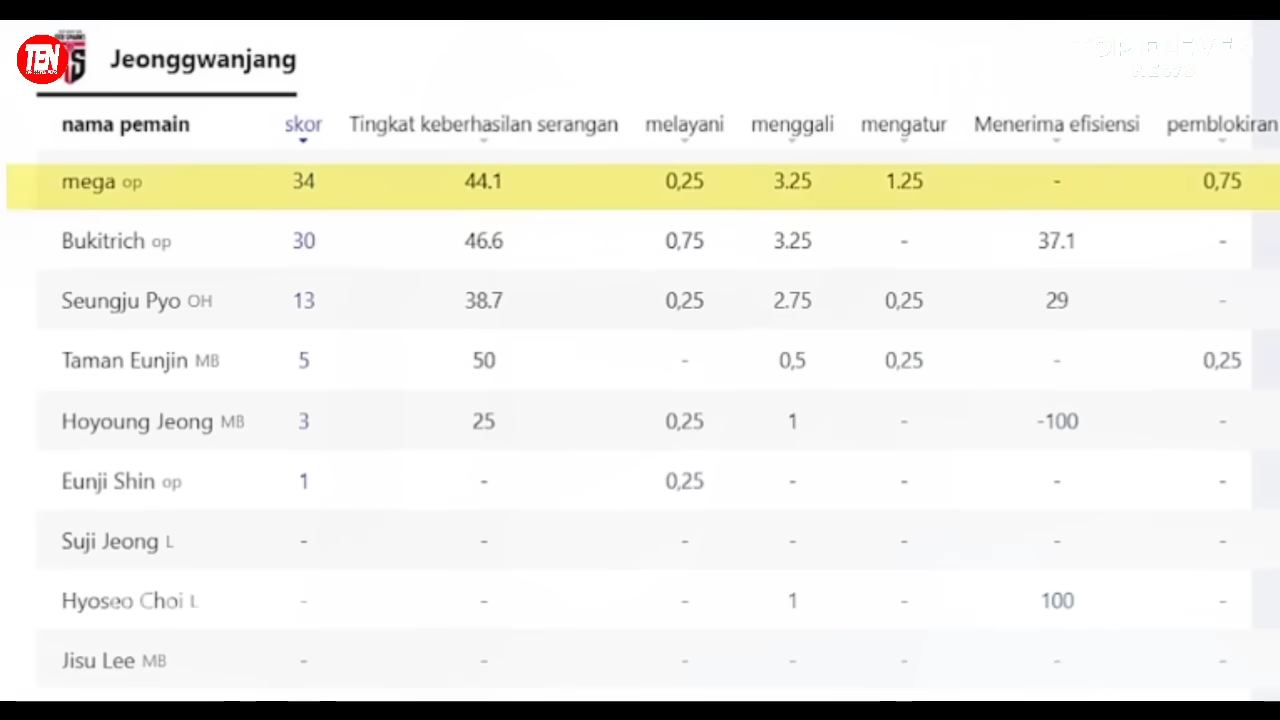 TEN
Jeonggwanjang
nama pemain skor Tingkat keberhasilan serangan melayani menggali mengatur Menerima efisiensi pemblokiran
mega op 34 44.1 0,25 3.25 1.25 - 0,75
Bukitrich op 30 46.6 0,75 3.25 - 37.1 -
Seungju Pyo OH 13 38.7 0,25 2.75 0,25 29 -
Taman Eunjin MB 5 50 - 0,5 0,25 - 0,25
Hoyoung Jeong MB 3 25 0,25 1 - -100 -
Eunji Shin op 1 - 0,25 - - - -
Suji Jeong L - - - - - - -
Hyoseo Choi L - - - 1 - 100 -
Jisu Lee MB - - - - - - -